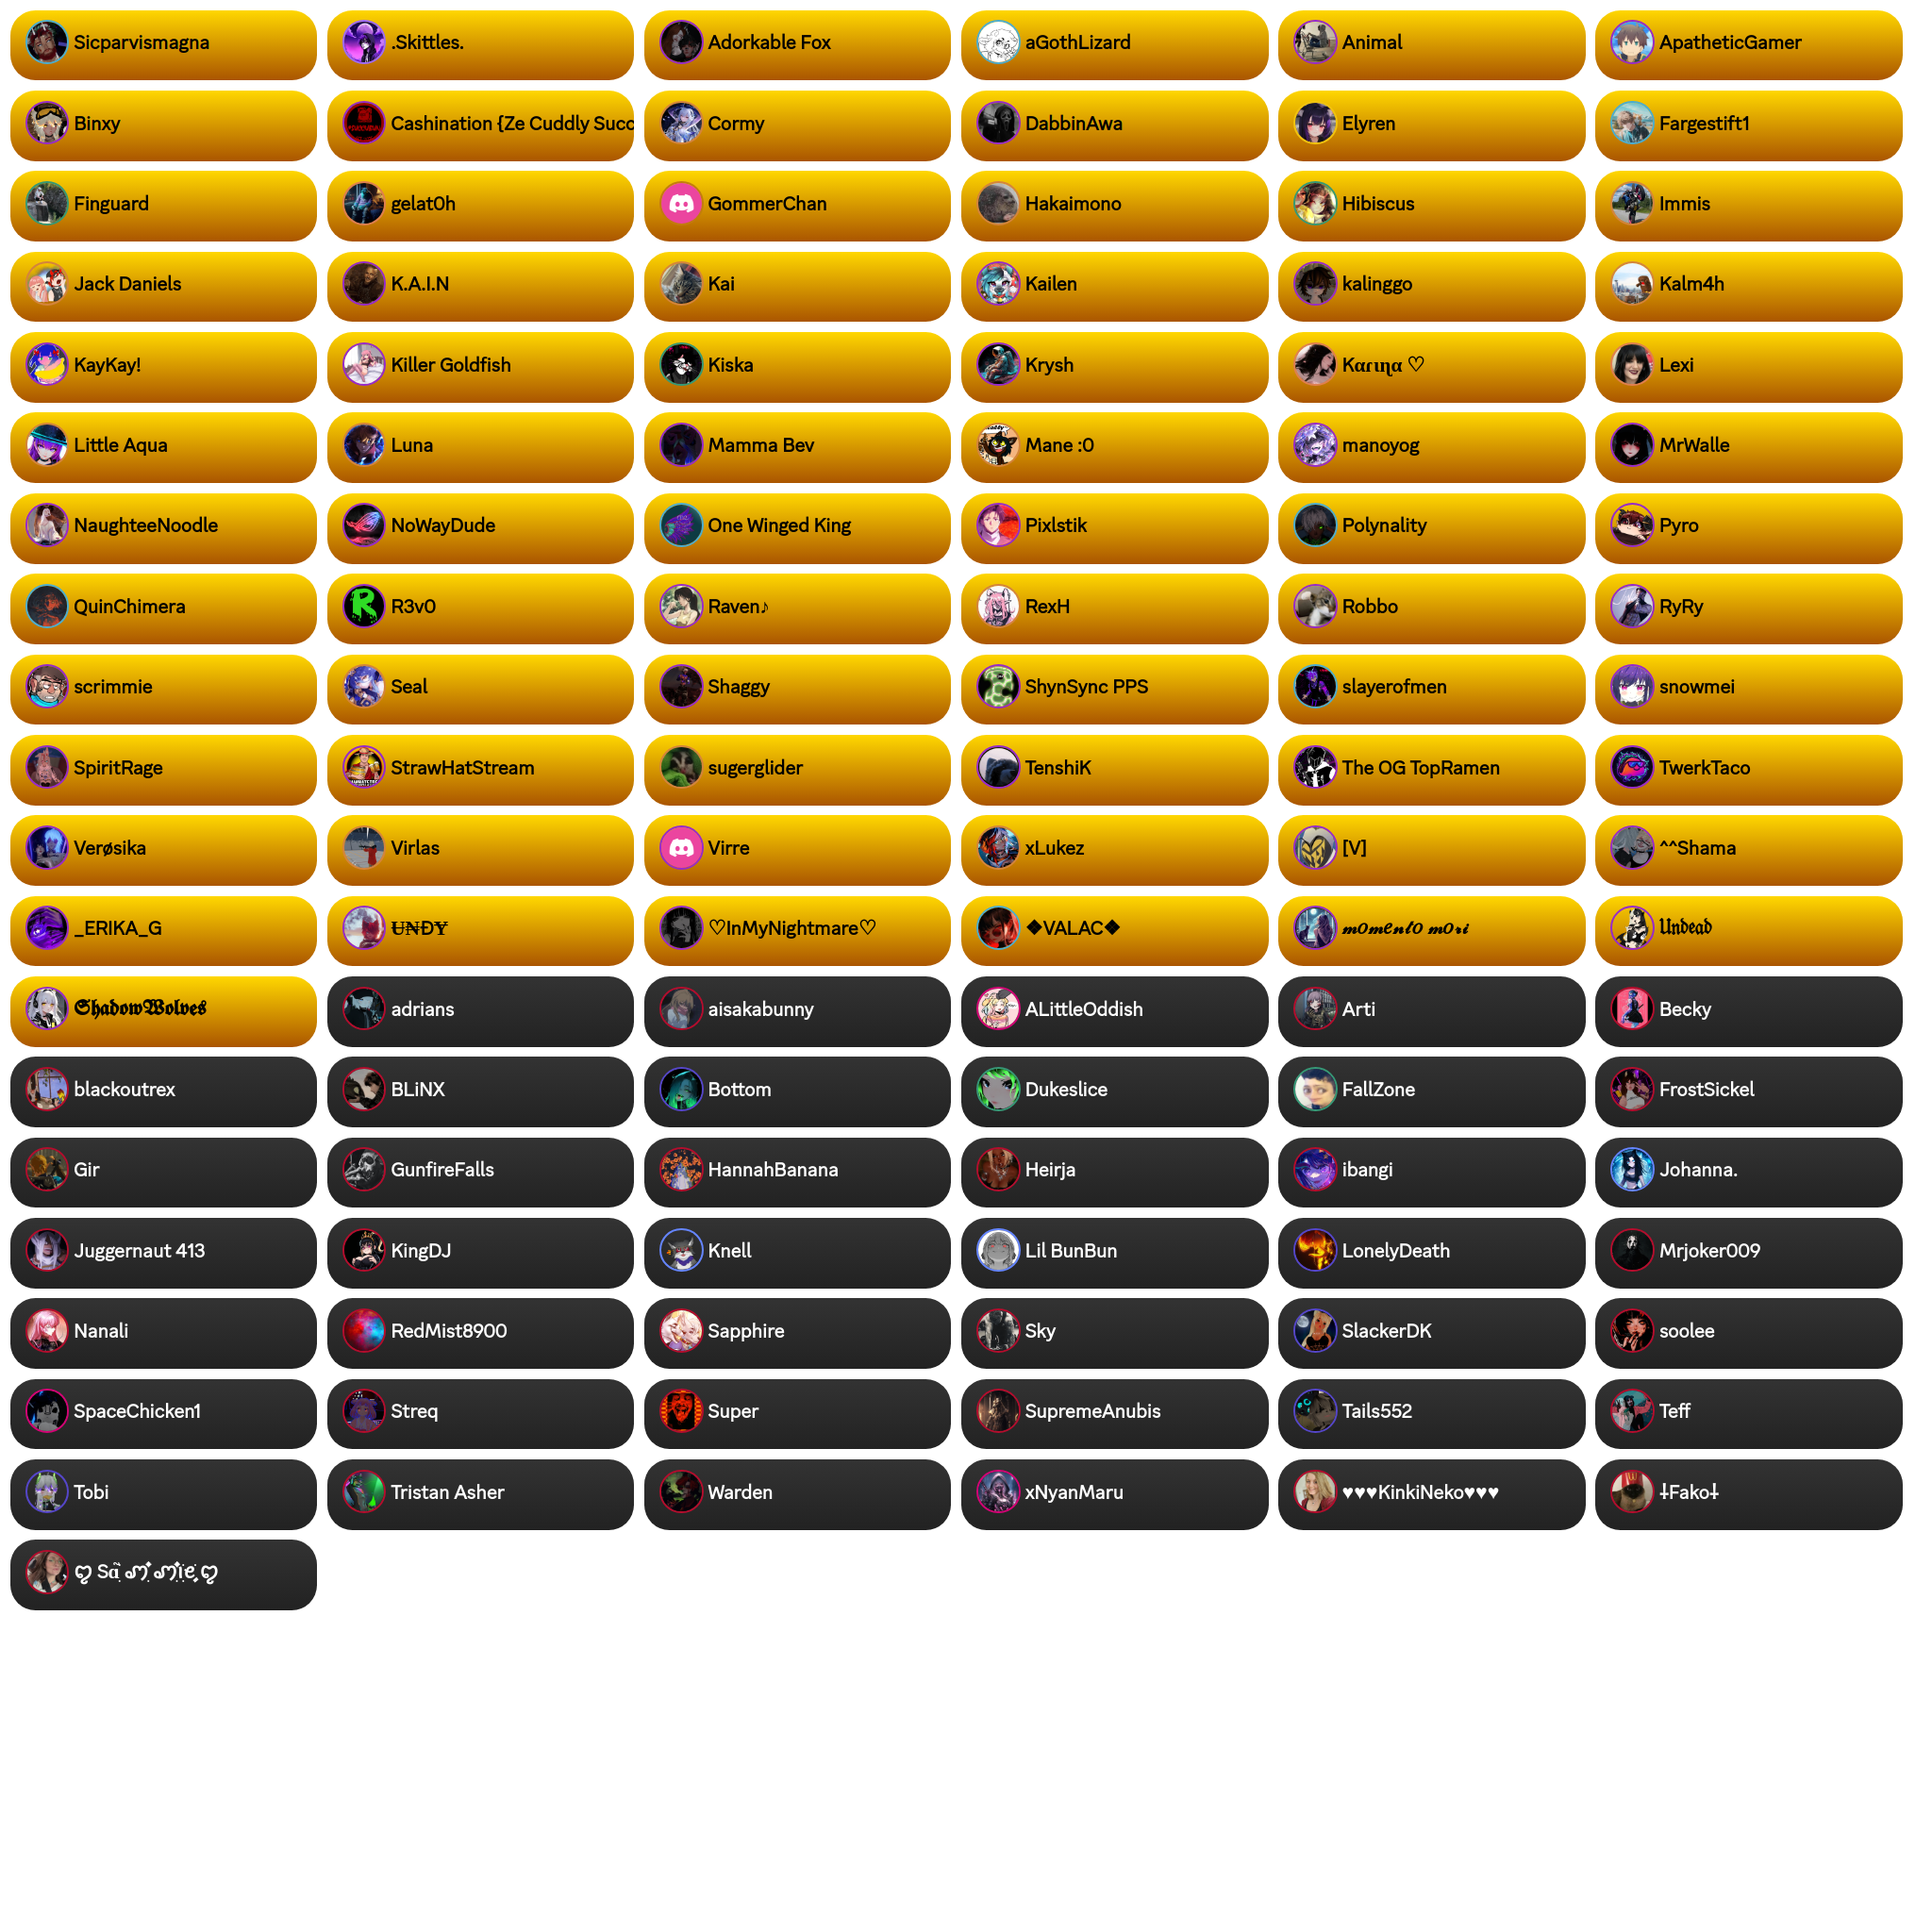 Sicparvismagna
.Skittles.
Adorkable Fox
aGothLizard
Animal
ApatheticGamer
Binxy
Cashination {Ze Cuddly Succ
Cormy
DabbinAwa
Elyren
Fargestift1
Finguard
gelat0h
GommerChan
Hakaimono
Hibiscus
Immis
Jack Daniels
K.A.I.N
Kai
Kailen
kalinggo
Kalm4h
KayKay!
Killer Goldfish
Kiska
Krysh
Kαɾιηα ♡
Lexi
Little Aqua
Luna
Mamma Bev
Mane :0
manoyog
MrWalle
NaughteeNoodle
NoWayDude
One Winged King
Pixlstik
Polynality
Pyro
QuinChimera
R3v0
Raven♪
RexH
Robbo
RyRy
scrimmie
Seal
Shaggy
ShynSync PPS
slayerofmen
snowmei
SpiritRage
StrawHatStream
sugerglider
TenshiK
The OG TopRamen
TwerkTaco
Verøsika
Virlas
Virre
xLukez
[V]
^^Shama
_ERIKA_G
Ʉ₦ĐɎ
♡InMyNightmare♡
❖VALAC❖
𝓶𝓸𝓶𝓮𝓷𝓽𝓸 𝓶𝓸𝓻𝓲
𝔘𝔫𝔡𝔢𝔞𝔡
𝕾𝖍𝖆𝖉𝖔𝖜𝖂𝖔𝖑𝖛𝖊𝖘
adrians
aisakabunny
ALittleOddish
Arti
Becky
blackoutrex
BLiNX
Bottom
Dukeslice
FallZone
FrostSickel
Gir
GunfireFalls
HannahBanana
Heirja
ibangi
Johanna.
Juggernaut 413
KingDJ
Knell
Lil BunBun
LonelyDeath
Mrjoker009
Nanali
RedMist8900
Sapphire
Sky
SlackerDK
soolee
SpaceChicken1
Streq
Super
SupremeAnubis
Tails552
Teff
Tobi
Tristan Asher
Warden
xNyanMaru
♥♥♥KinkiNeko♥♥♥
⸸Fako⸸